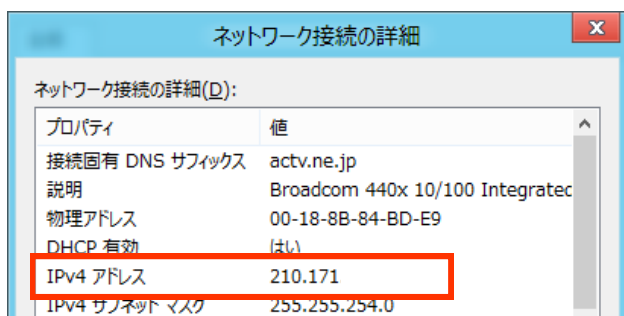 ネットワーク接続の詳細
x
ネットワーク接続の詳細(D):
プロパティ 値
接続固有 DNS サフィックス actv.ne.jp
説明 Broadcom 440x 10/100 Integrated
物理アドレス 00-18-8B-84-BD-E9
DHCP 有効 はい
IPv4 アドレス 210.171
IPv4 サブネット マスク 255.255.254.0